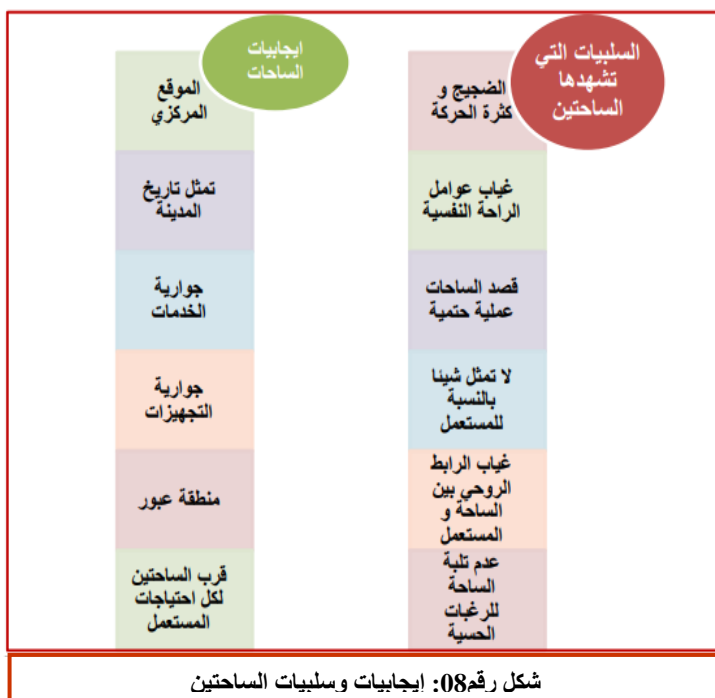 السلبيات التي
تشهدها
الساحتين
الضجيج و
كثرة الحركة
غياب عوامل
الراحة النفسية
قصد الساحات
عملية حتمية
لا تمثل شيئا
بالنسبة
للمستعمل
غياب الرابط
الروحي بين
الساحة و
المستعمل
عدم تلبة
الساحة
للرغبات
الحسية
ايجابيات
الساحات
الموقع
المركزي
تمثل تاريخ
المدينة
جوارية
الخدمات
جوارية
التجهيزات
منطقة عبور
قرب الساحتين
لكل احتياجات
المستعمل
شكل رقم08: إيجابيات وسلبيات الساحتين